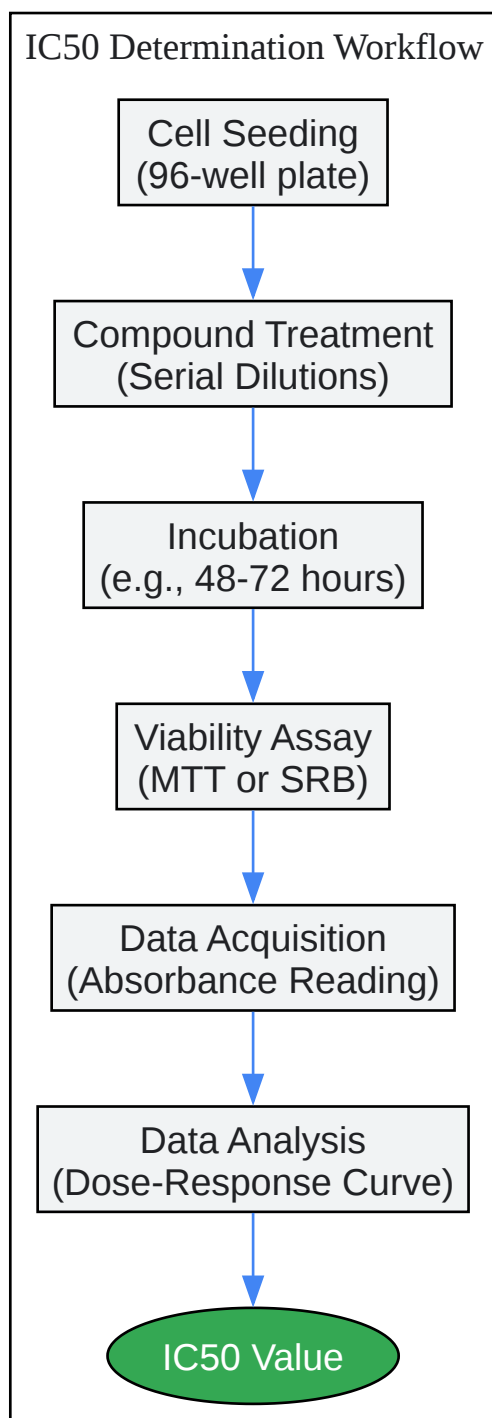 IC50 Determination Workflow
Cell Seeding
(96-well plate)
Compound Treatment
(Serial Dilutions)
Incubation
(e.g., 48-72 hours)
Viability Assay
(MTT or SRB)
Data Acquisition
(Absorbance Reading)
Data Analysis
(Dose-Response Curve)
IC50 Value